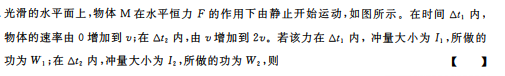 光滑的水平面上,物体 M 在水平恒力 F 的作用下由静止开始运动,如图所示。在时间 Δt₁ 内,
物体的速率由 0 增加到 v;在 Δt₂ 内,由 v 增加到 2v。若该力在 Δt₁ 内,冲量大小为 I₁,所做的
功为 W₁;在 Δt₂ 内,冲量大小为 I₂,所做的功为 W₂,则 【 】